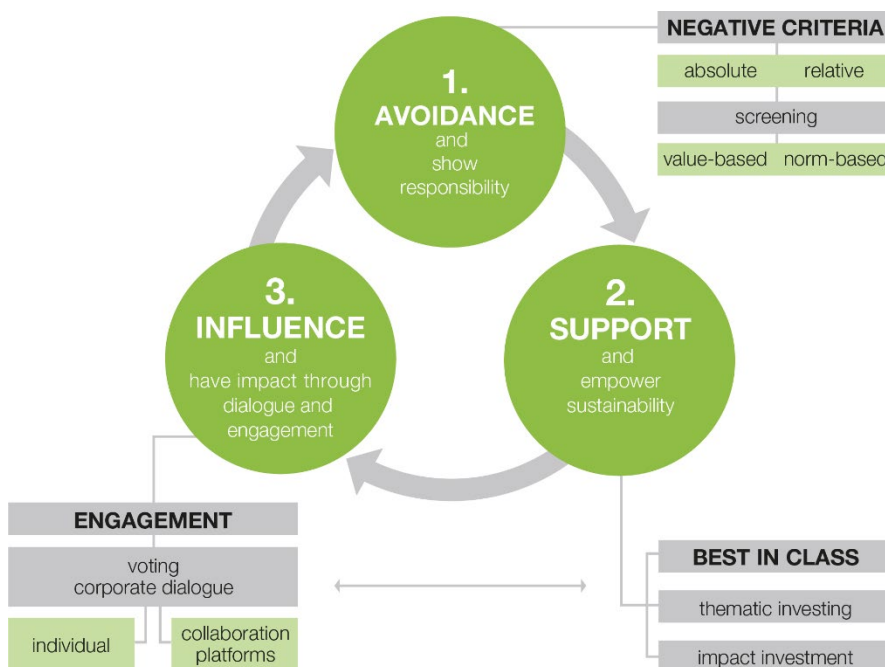 1.
AVOIDANCE
and
show
responsibility
NEGATIVE CRITERIA
absolute relative
screening
value-based norm-based
2.
SUPPORT
and
empower
sustainability
3.
INFLUENCE
and
have impact through
dialogue and
engagement
ENGAGEMENT
voting
corporate dialogue
individual
collaboration
platforms
BEST IN CLASS
thematic investing
impact investment